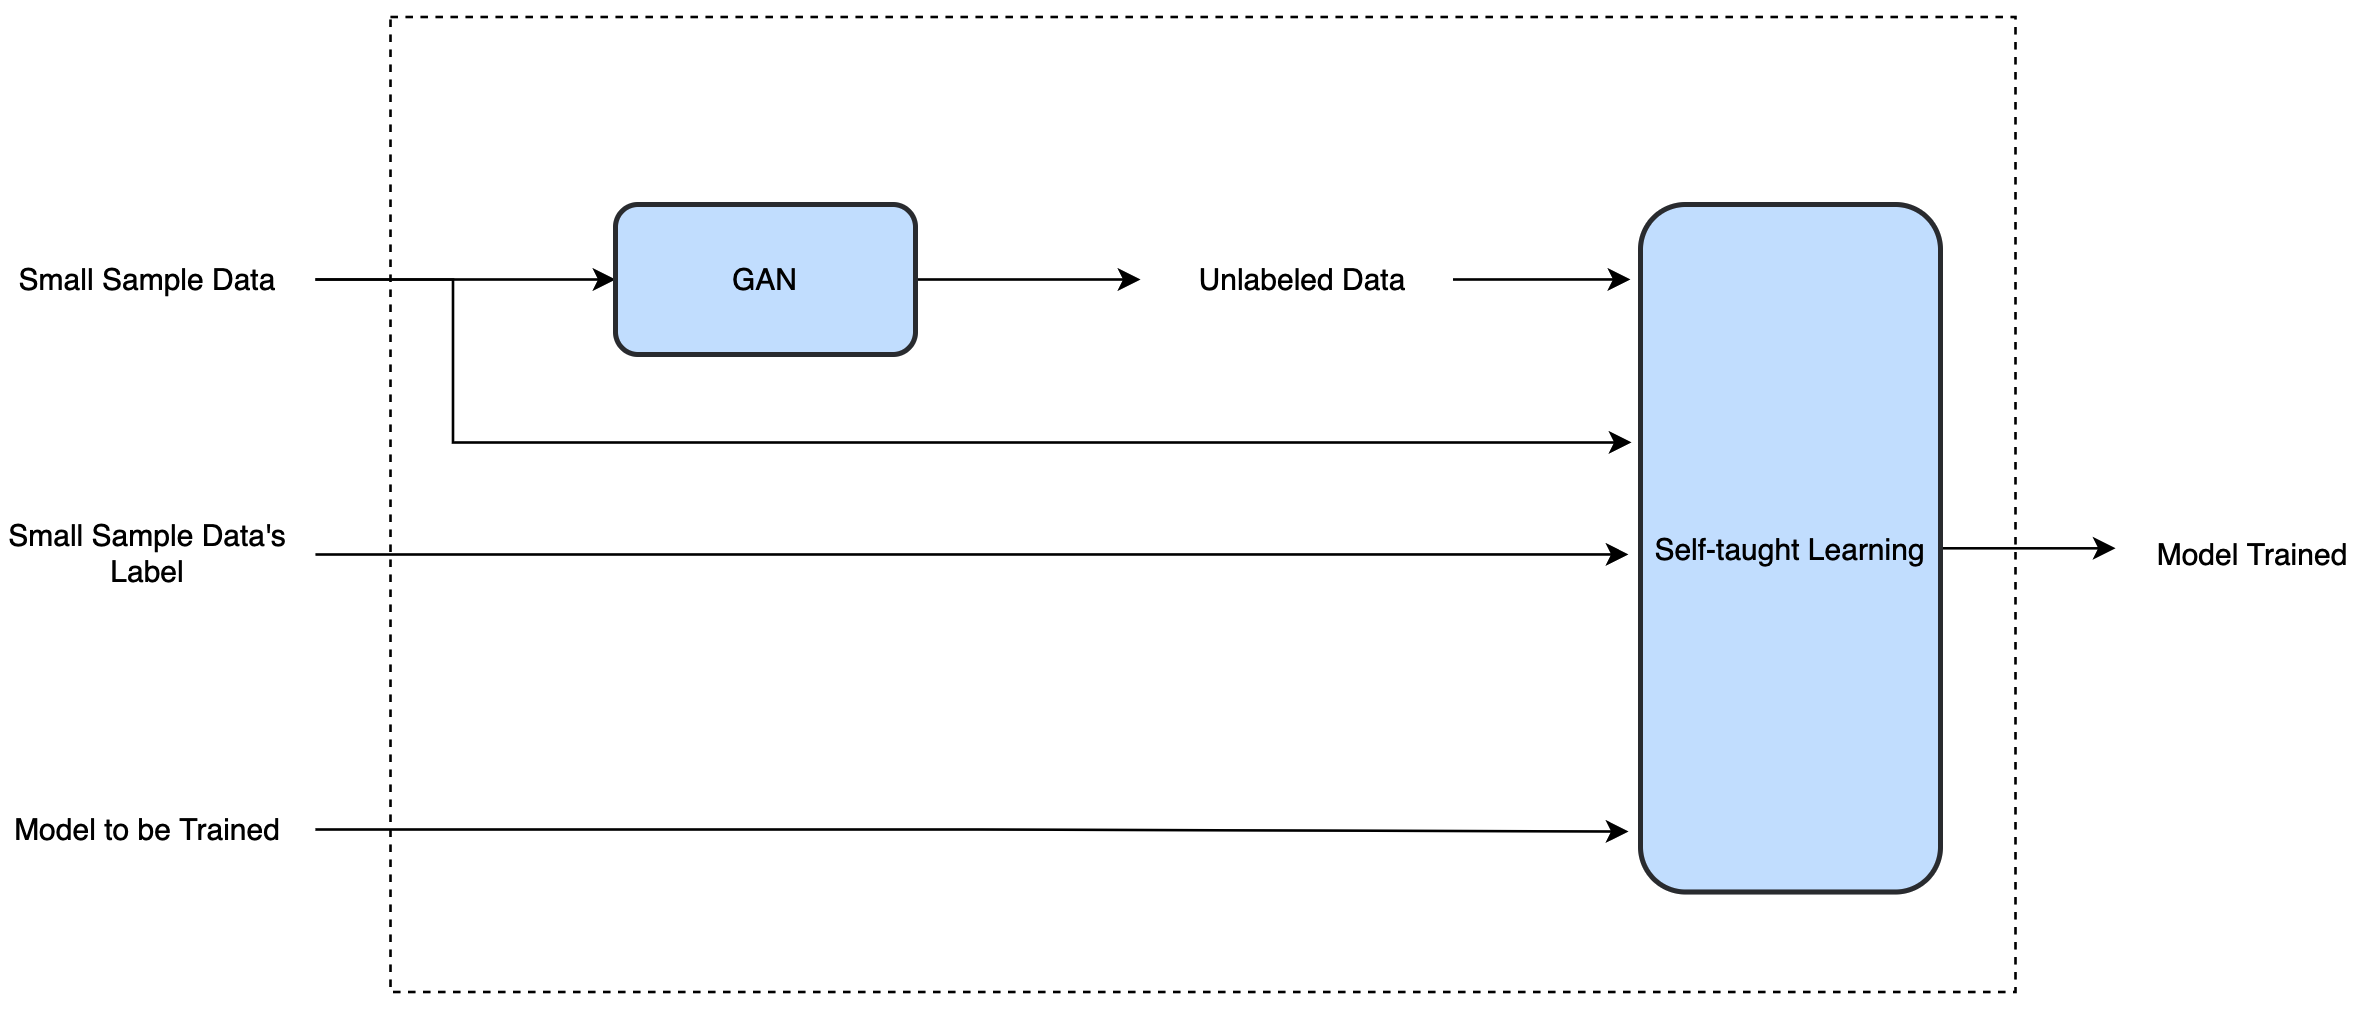 Small Sample Data
GAN
Unlabeled Data
Small Sample Data's
Label
Self-taught Learning
Model Trained
Model to be Trained